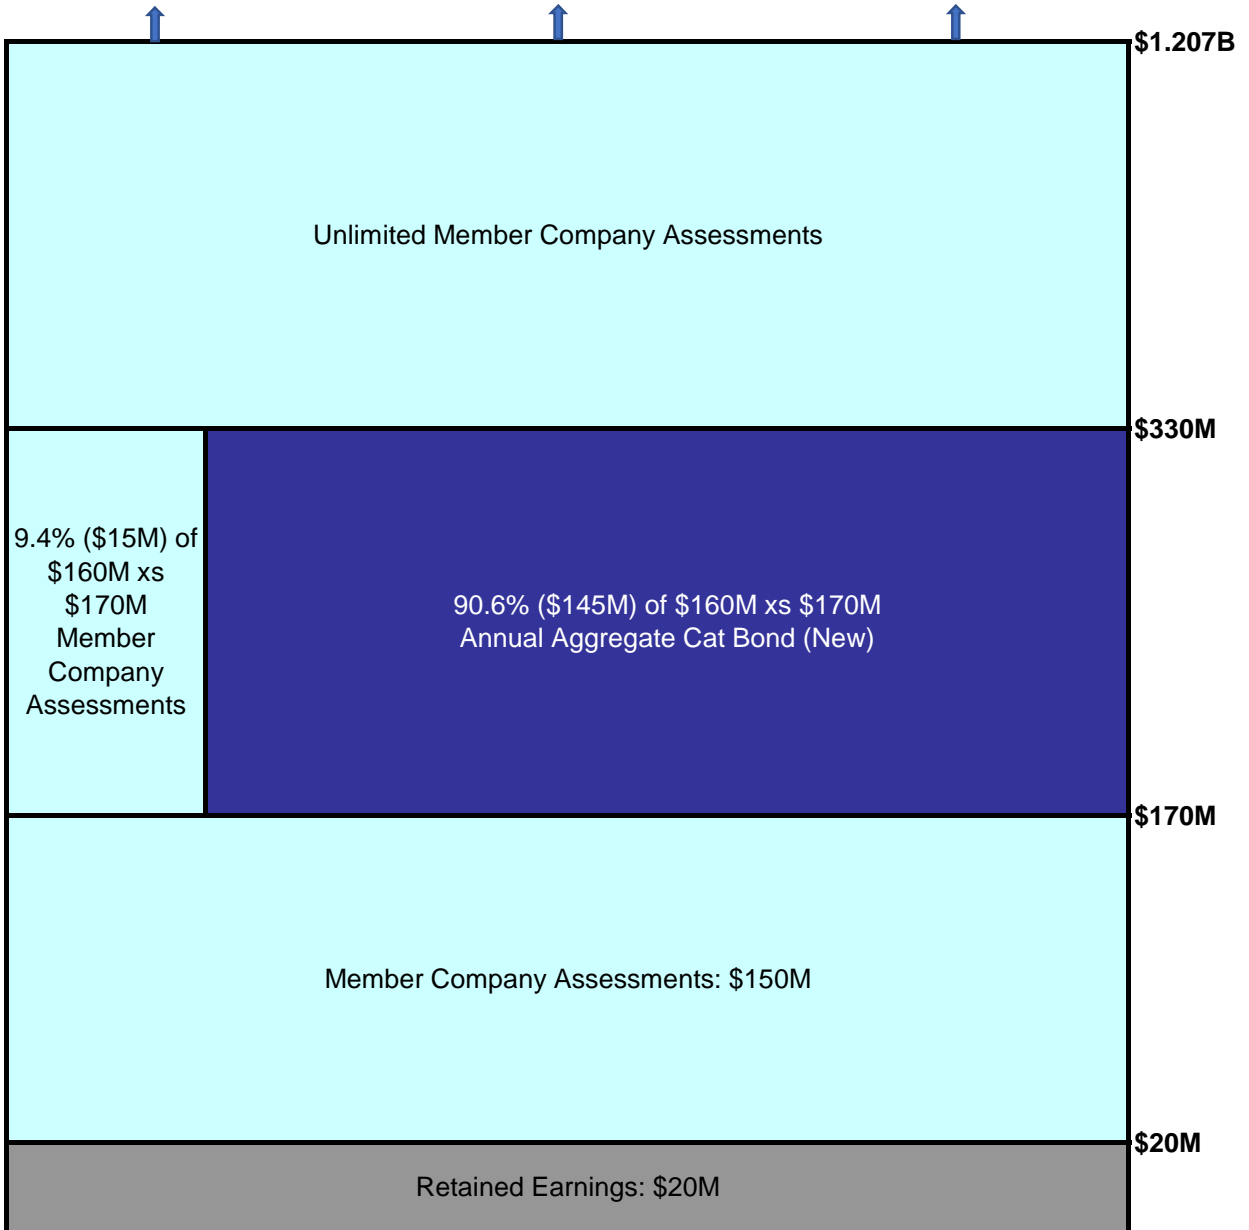 $1.207B
Unlimited Member Company Assessments
$330M
9.4% ($15M) of
$160M xs
$170M
Member
Company
Assessments
90.6% ($145M) of $160M xs $170M
Annual Aggregate Cat Bond (New)
$170M
Member Company Assessments: $150M
$20M
Retained Earnings: $20M